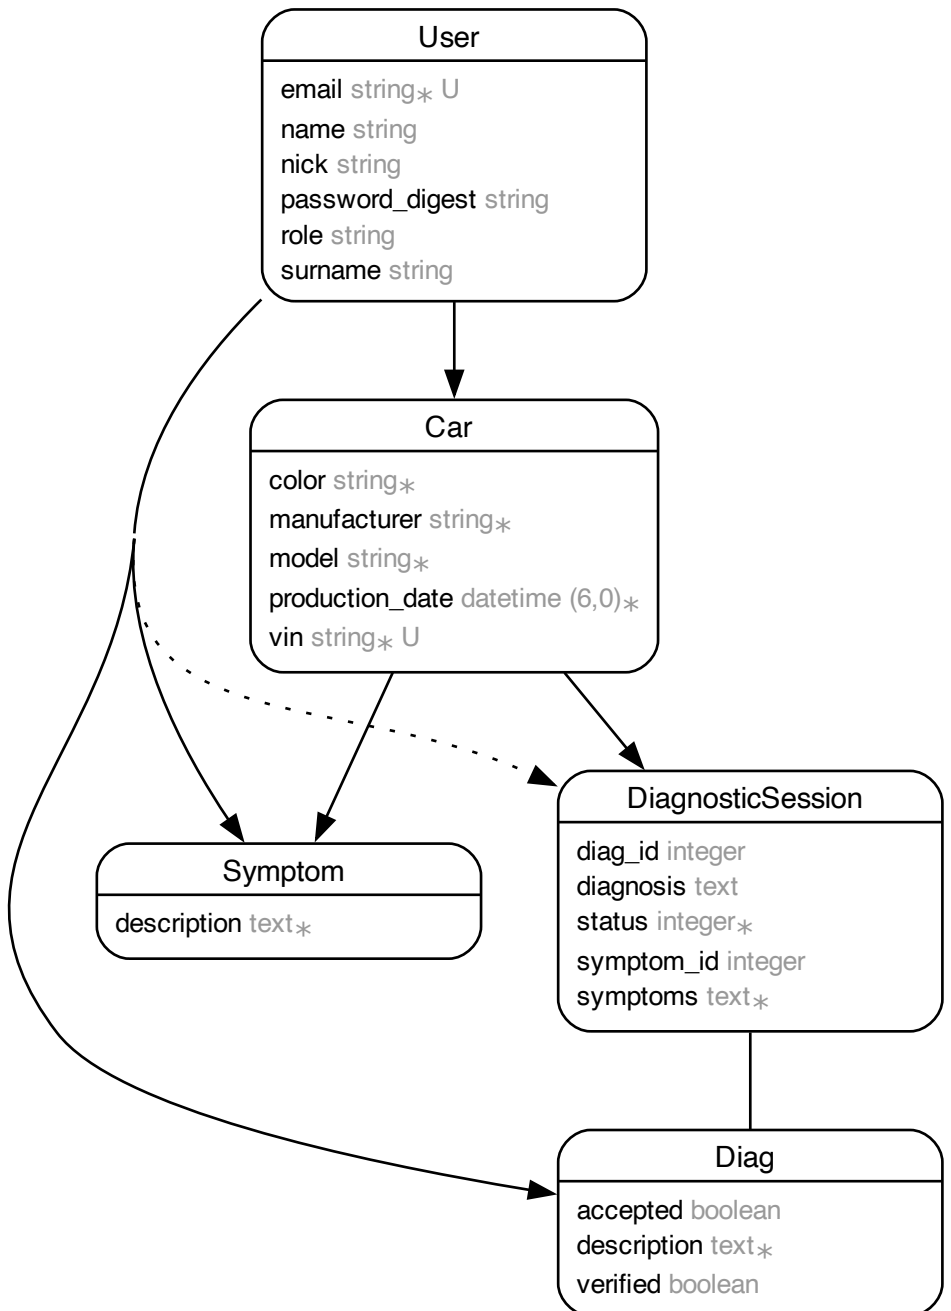 User
email string* U
name string
nick string
password_digest string
role string
surname string
Car
color string*
manufacturer string*
model string*
production_date datetime (6,0)*
vin string* U
DiagnosticSession
diag_id integer
diagnosis text
status integer*
symptom_id integer
symptoms text*
Symptom
description text*
Diag
accepted boolean
description text*
verified boolean